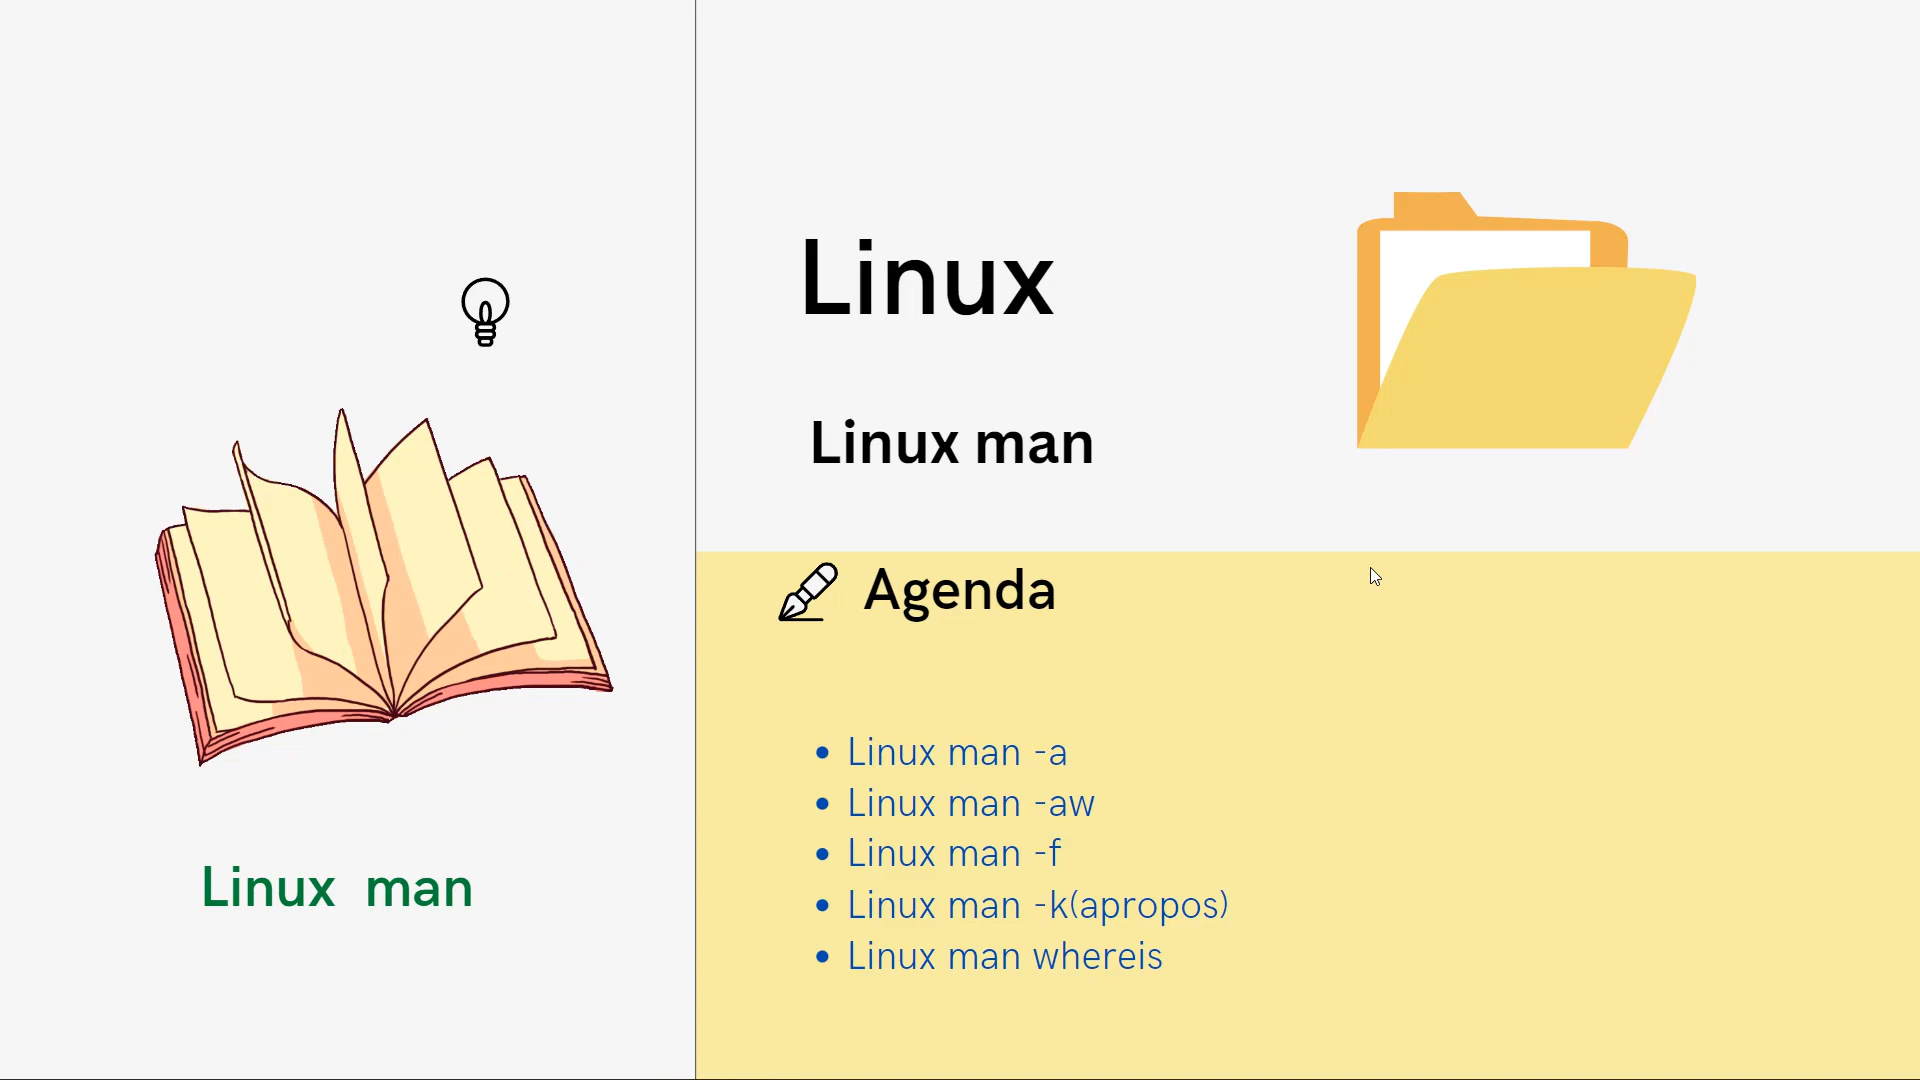 Linux
Linux man
Agenda
• Linux man -a
• Linux man -aw
• Linux man -f
• Linux man -k(apropos)
• Linux man whereis
Linux man